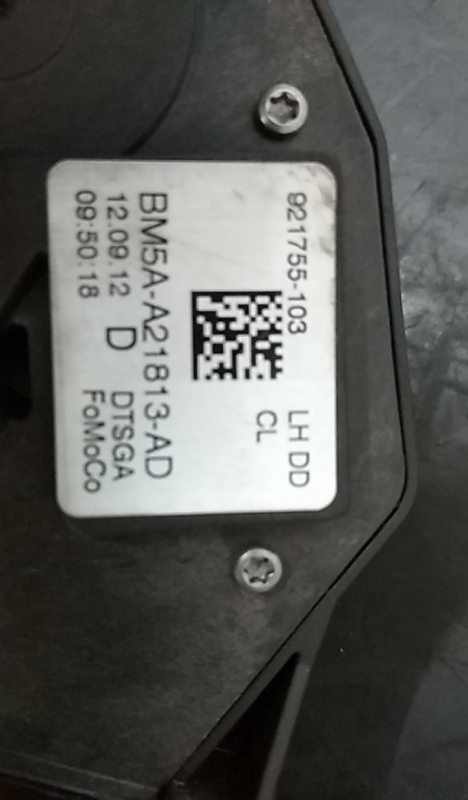 921755-103 LH DD
CL
BM5A-A21813-AD
12.09.12 D DTSGA
09:50:18 FoMoCo